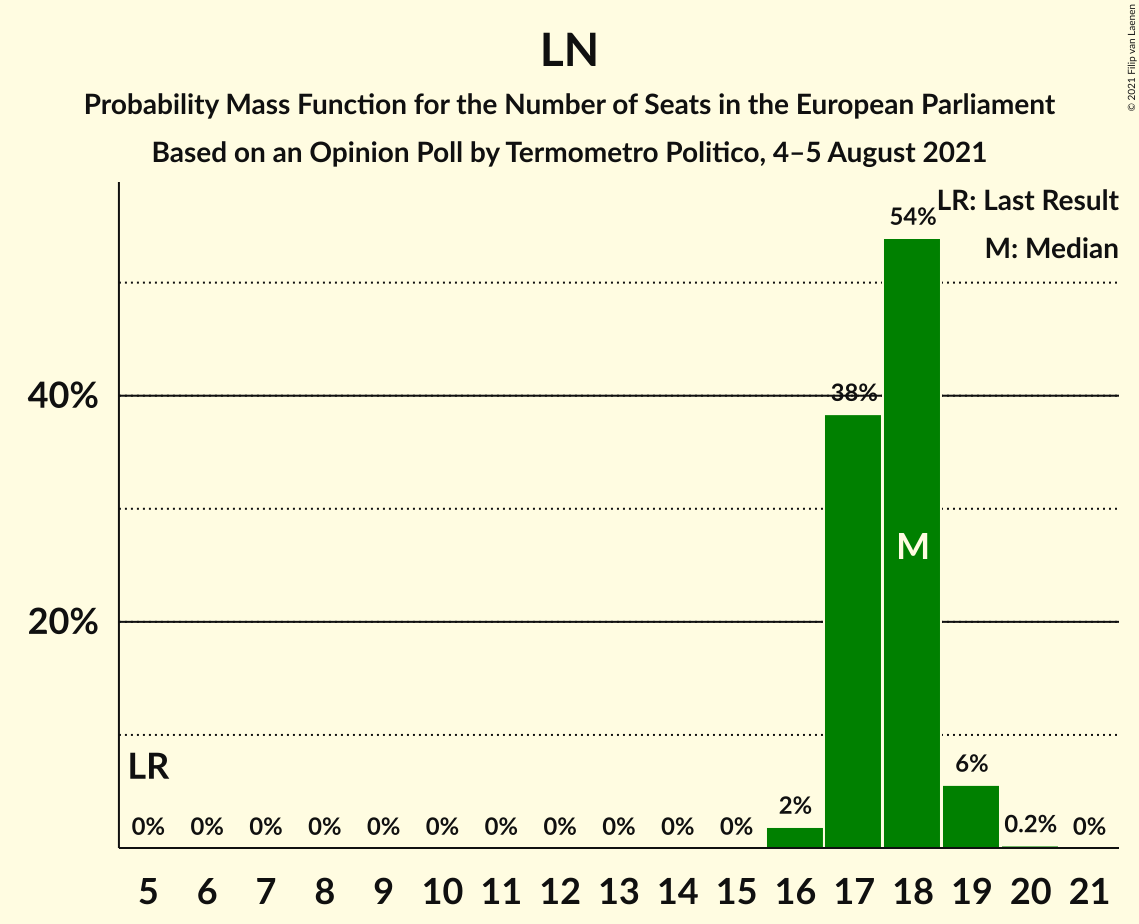 LN
Probability Mass Function for the Number of Seats in the European Parliament
Based on an Opinion Poll by Termometro Politico, 4–5 August 2021
© 2021 Filip van Laenen
LR: Last Result
M: Median
54%
40%
38%
M
20%
LR
0% 0% 0% 0% 0% 0% 0% 0% 0% 0% 0% 2% 6% 0.2% 0%
5 6 7 8 9 10 11 12 13 14 15 16 17 18 19 20 21